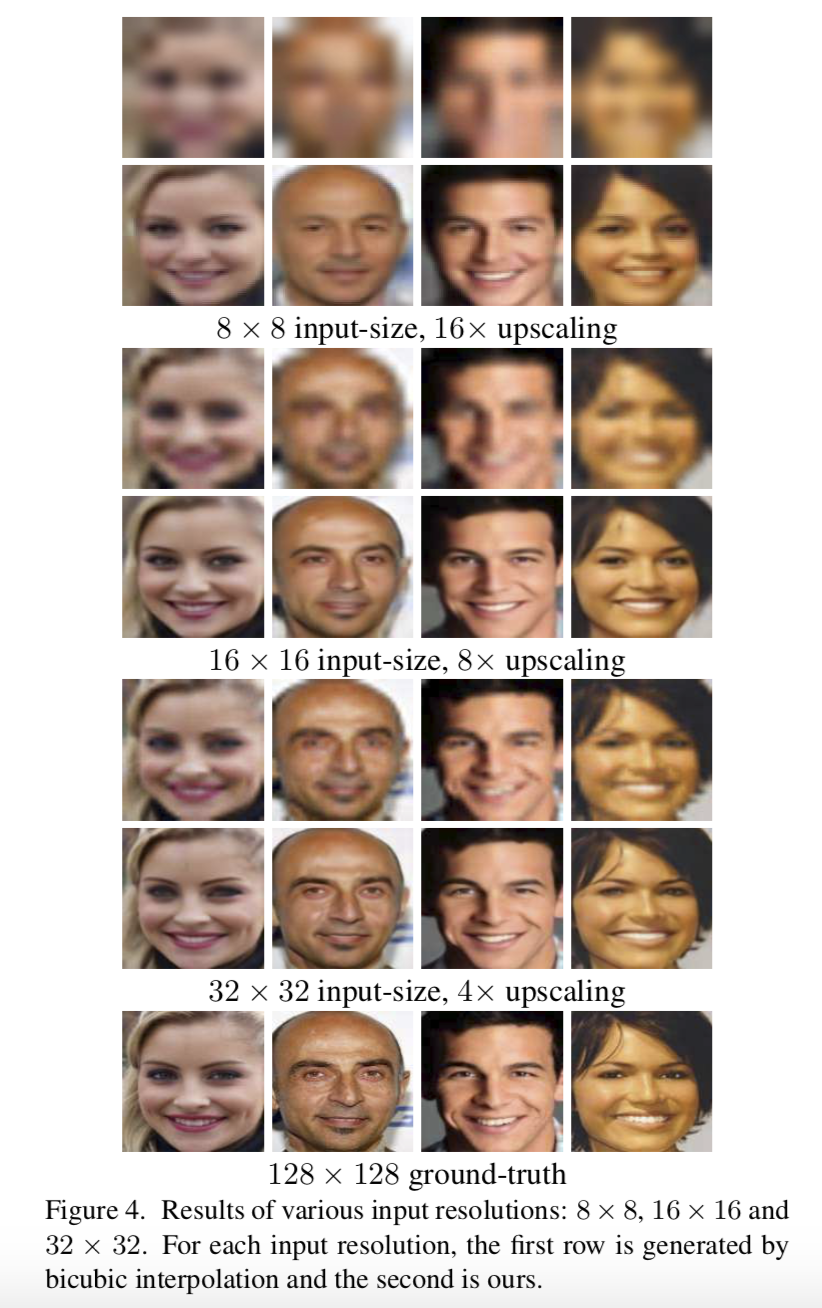 8 × 8 input-size, 16× upscaling
16 × 16 input-size, 8× upscaling
32 × 32 input-size, 4× upscaling
128 × 128 ground-truth
Figure 4. Results of various input resolutions: 8 × 8, 16 × 16 and
32 × 32. For each input resolution, the first row is generated by
bicubic interpolation and the second is ours.